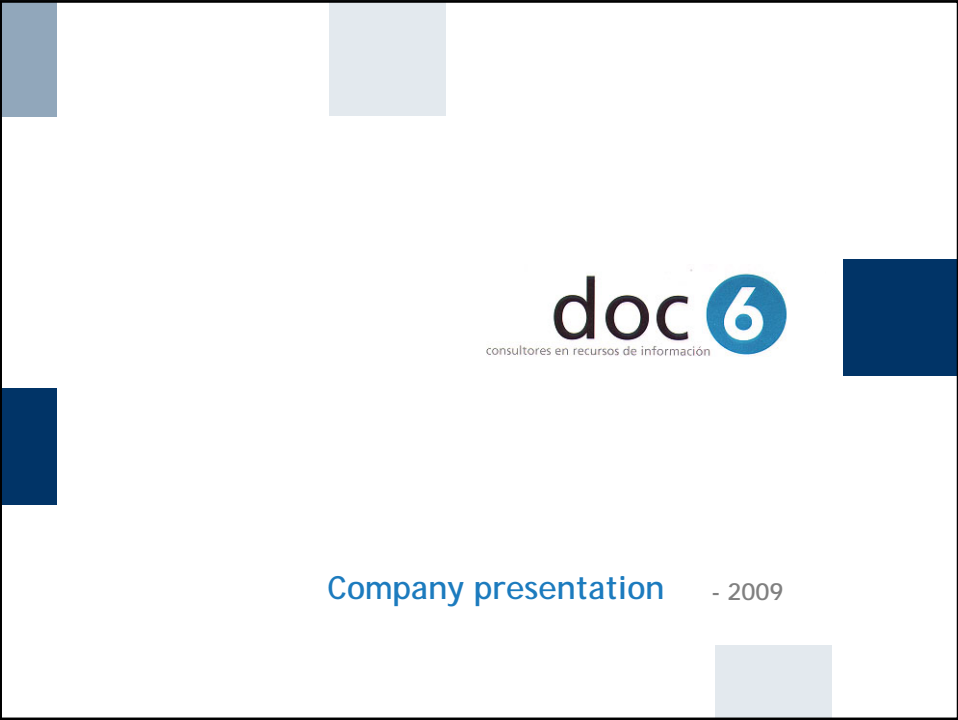 doc 6
consultores en recursos de información
Company presentation - 2009